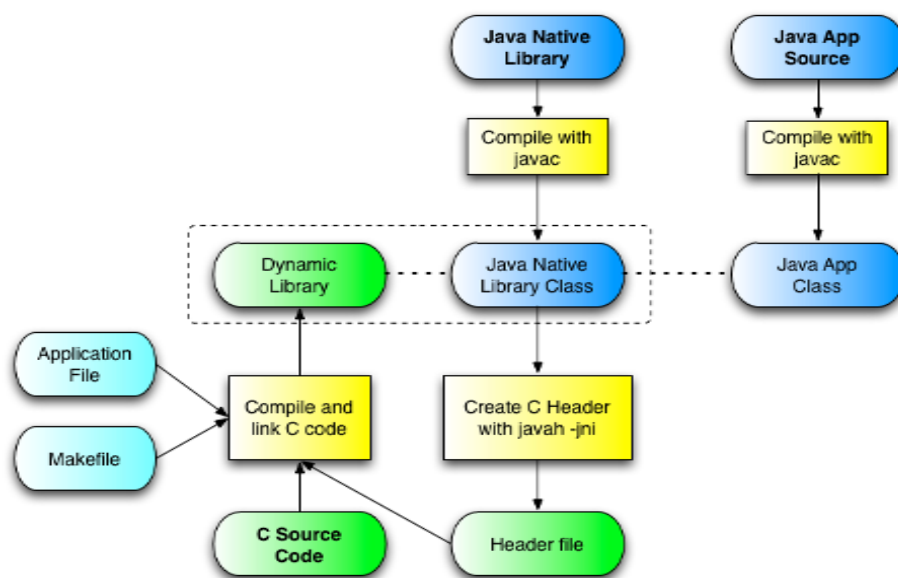 Java Native
Library
Java App
Source
Compile with
javac
Compile with
javac
Dynamic
Library
Java Native
Library Class
Java App
Class
Application
File
Makefile
Compile and
link C code
Create C Header
with javah -jni
C Source
Code
Header file